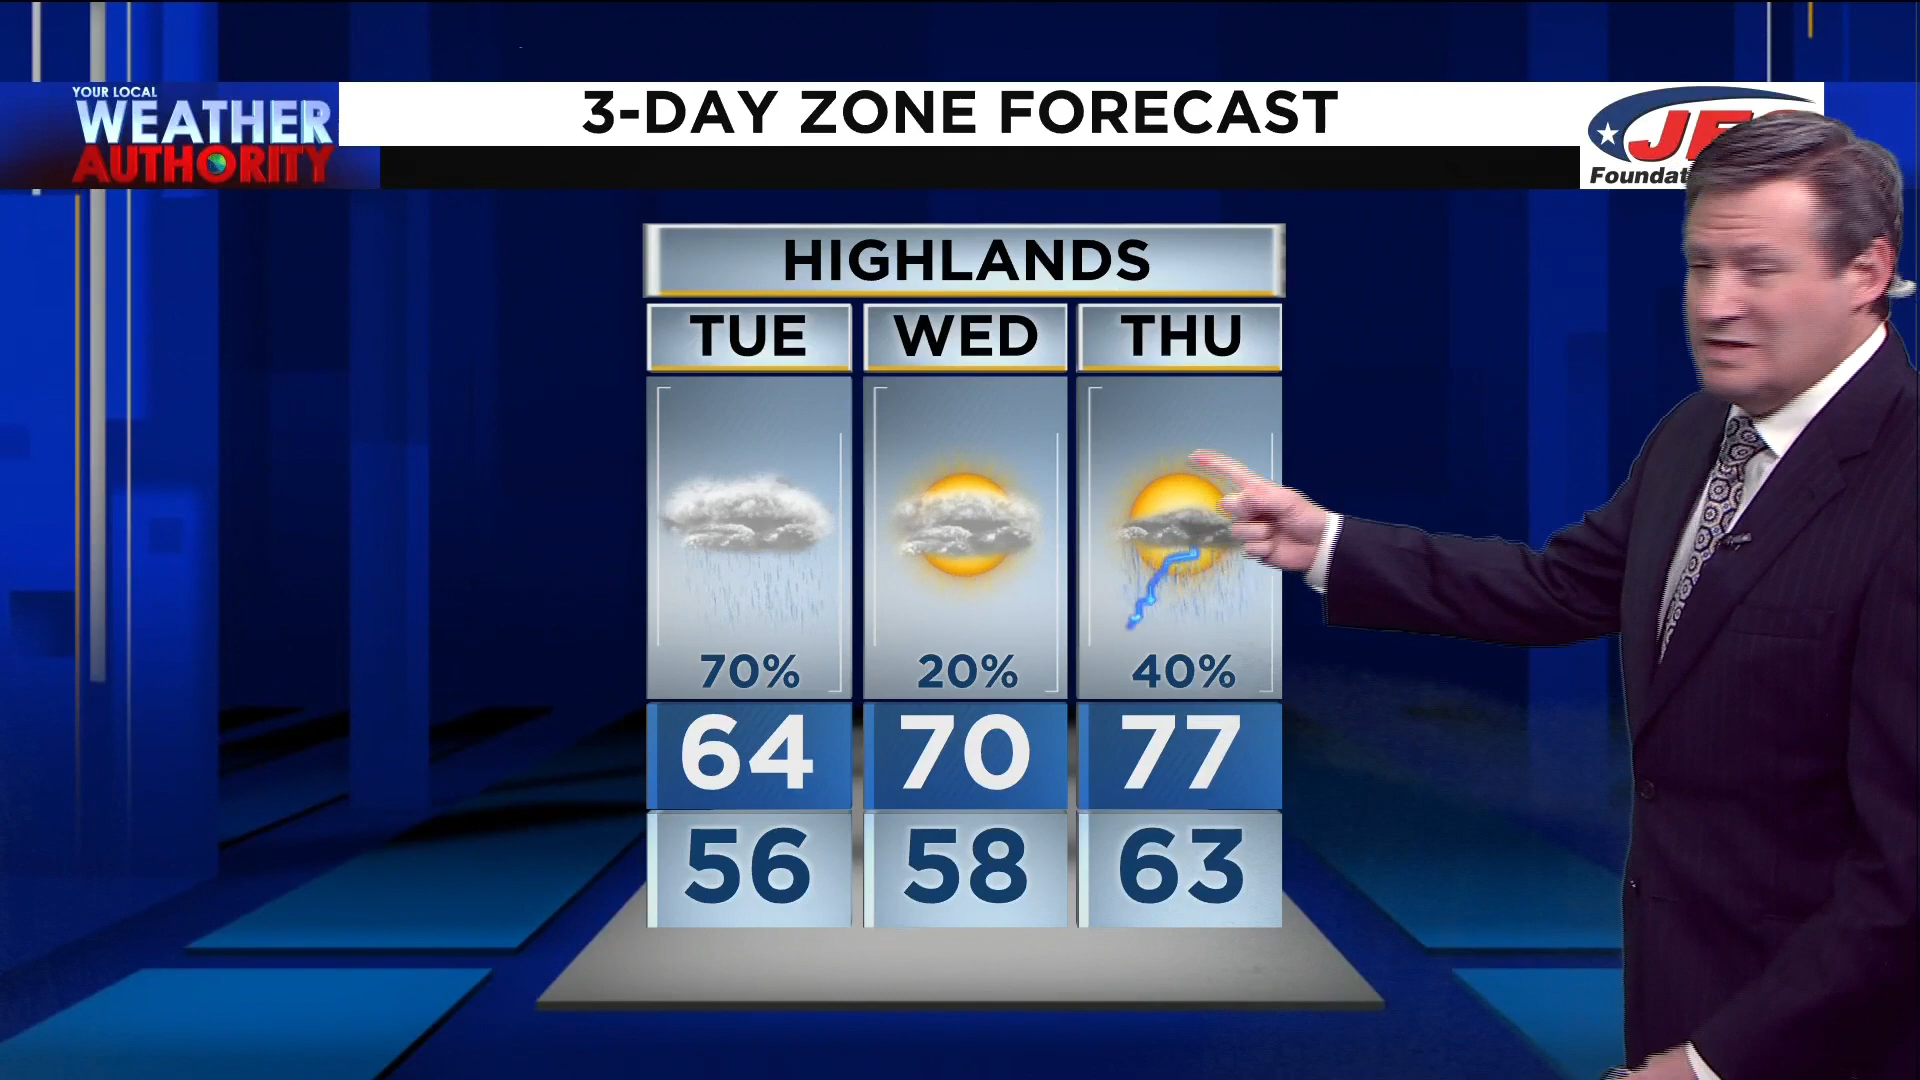 YOUR LOCAL
WEATHER
AUTHORITY
3-DAY ZONE FORECAST
HIGHLANDS
TUE WED THU
70% 20% 40%
64 70 77
56 58 63